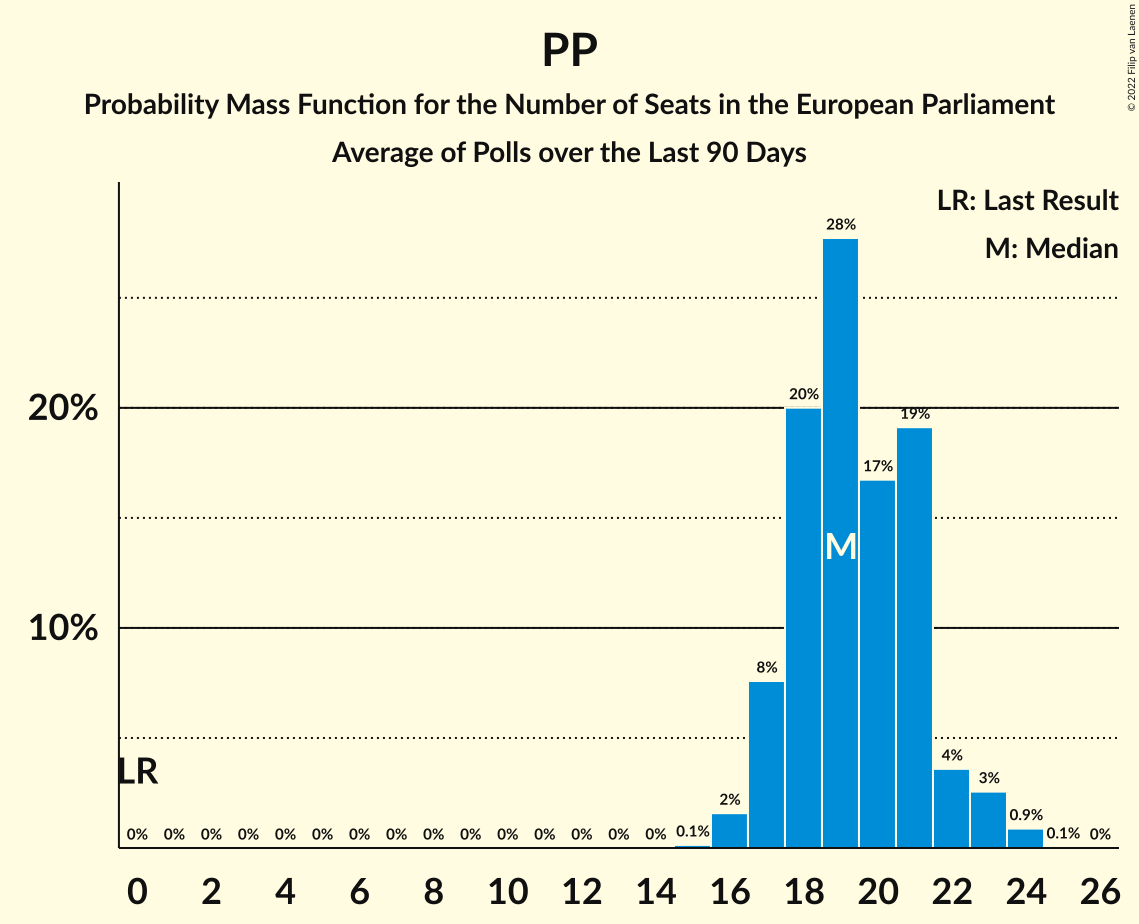 PP
Probability Mass Function for the Number of Seats in the European Parliament
Average of Polls over the Last 90 Days
© 2022 Filip van Laenen
LR: Last Result
M: Median
28%
20%
20%
19%
17%
M
10%
8%
LR
4%
3%
2%
0% 0% 0% 0% 0% 0% 0% 0% 0% 0% 0% 0% 0% 0% 0% 0.1% 0.9% 0.1% 0%
0 2 4 6 8 10 12 14 16 18 20 22 24 26